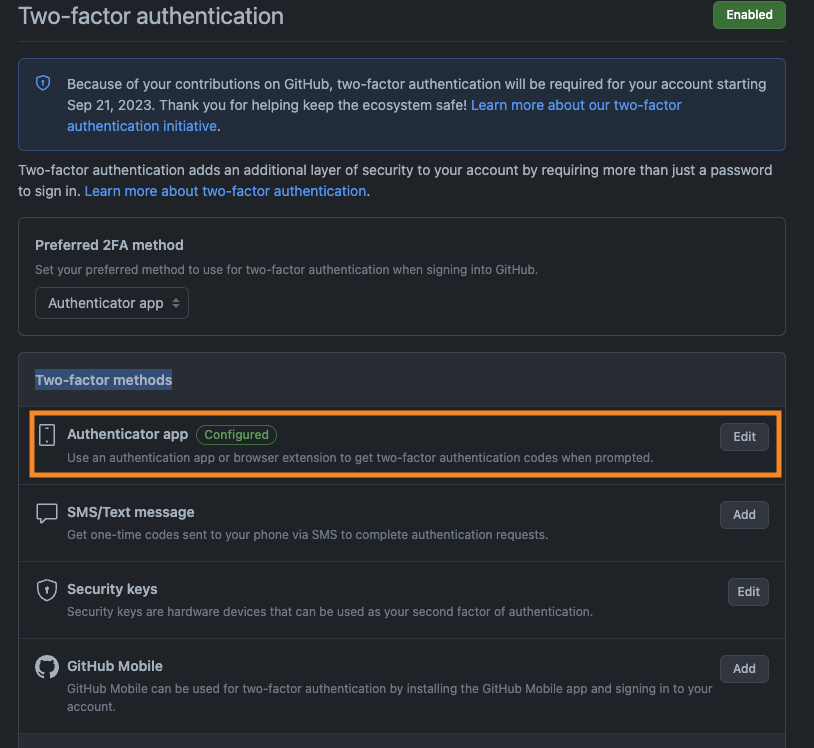 Two-factor authentication
Enabled
Because of your contributions on GitHub, two-factor authentication will be required for your account starting
Sep 21, 2023. Thank you for helping keep the ecosystem safe! Learn more about our two-factor
authentication initiative.
Two-factor authentication adds an additional layer of security to your account by requiring more than just a password
to sign in. Learn more about two-factor authentication.
Preferred 2FA method
Set your preferred method to use for two-factor authentication when signing into GitHub.
Authenticator app
Two-factor methods
Authenticator app Configured
Edit
Use an authentication app or browser extension to get two-factor authentication codes when prompted.
SMS/Text message
Add
Get one-time codes sent to your phone via SMS to complete authentication requests.
Security keys
Edit
Security keys are hardware devices that can be used as your second factor of authentication.
GitHub Mobile
Add
GitHub Mobile can be used for two-factor authentication by installing the GitHub Mobile app and signing in to your
account.